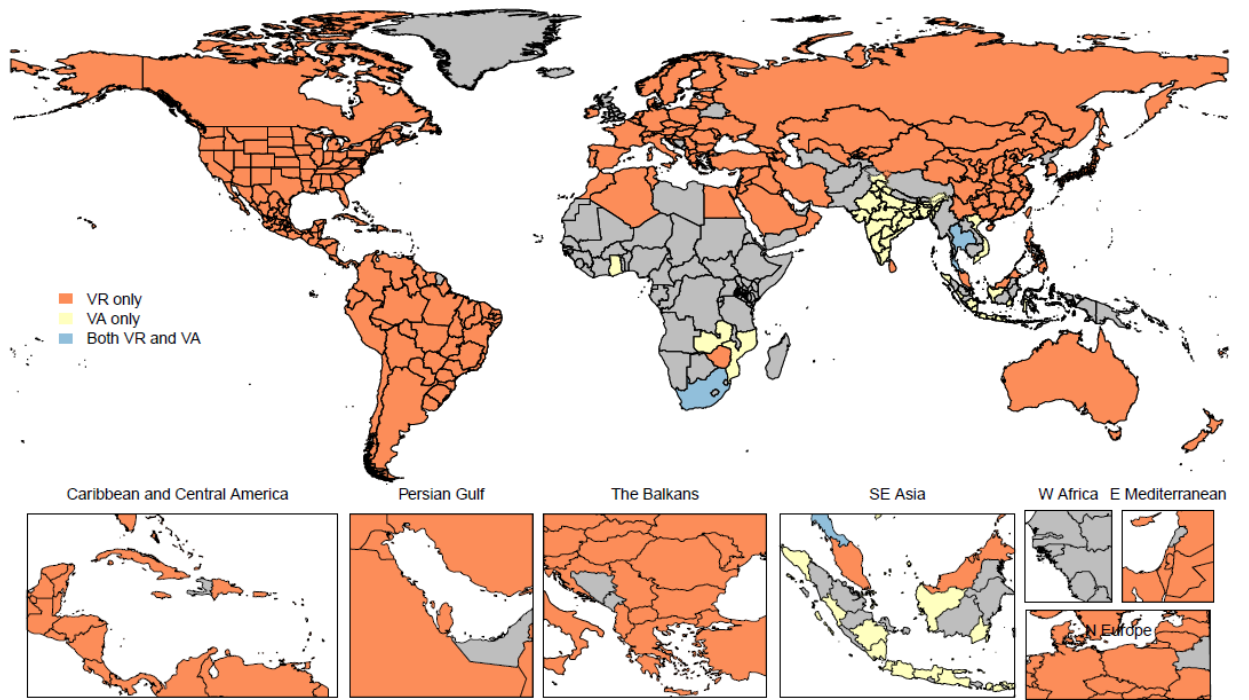 VR only
VA only
Both VR and VA
Caribbean and Central America
Persian Gulf
The Balkans
SE Asia
W Africa
E Mediterranean
N Europe